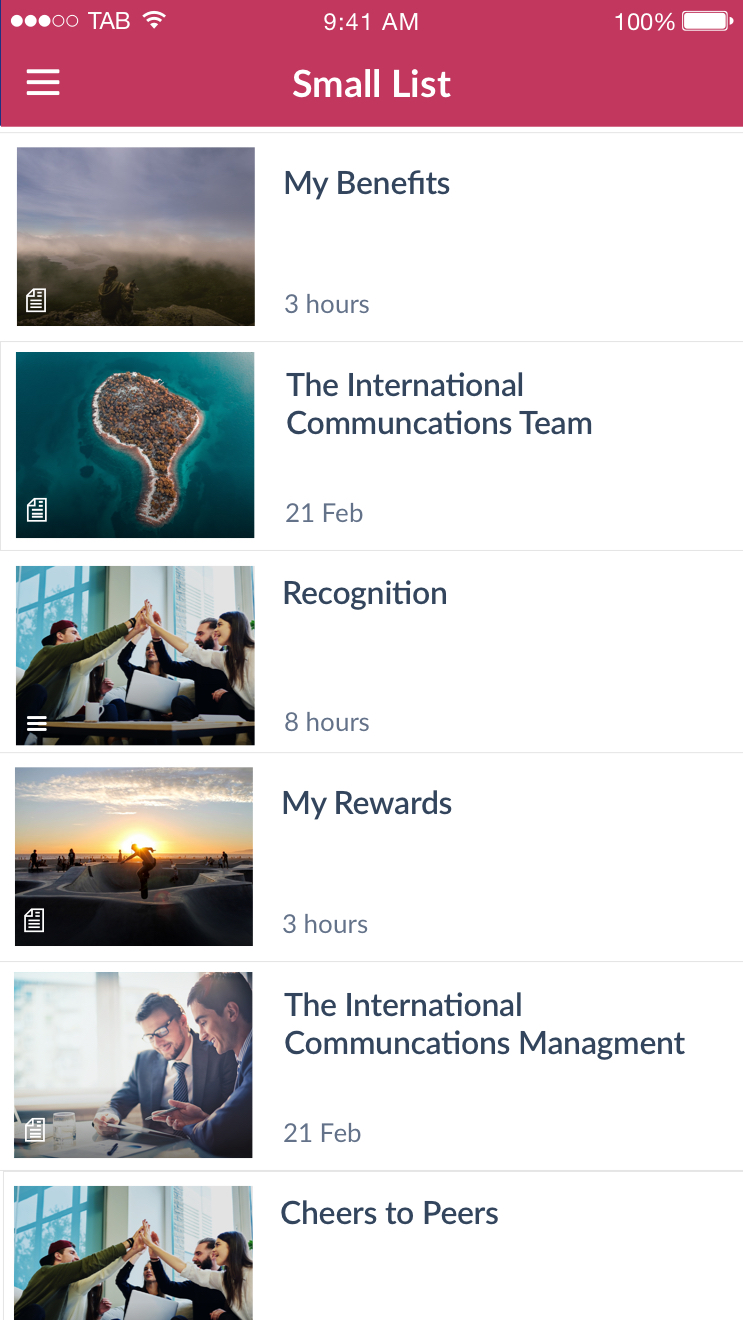 TAB 9:41 AM 100%
Small List
My Benefits
3 hours
The International
Communcations Team
21 Feb
Recognition
8 hours
My Rewards
3 hours
The International
Communcations Managment
21 Feb
Cheers to Peers